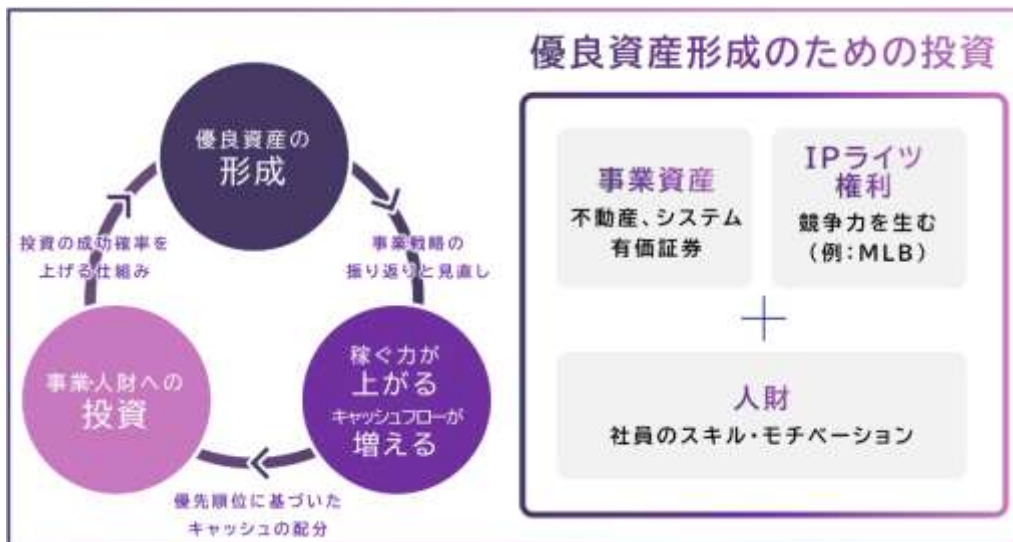 優良資産の
形成
投資の成功確率を
上げる仕組み
事業戦略の
振り返りと見直し
事業・人財への
投資
稼ぐ力が
上がる
キャッシュフローが
増える
優先順位に基づいた
キャッシュの配分
優良資産形成のための投資
事業資産
不動産、システム
有価証券
IPライツ
権利
競争力を生む
（例：MLB）
人財
社員のスキル・モチベーション